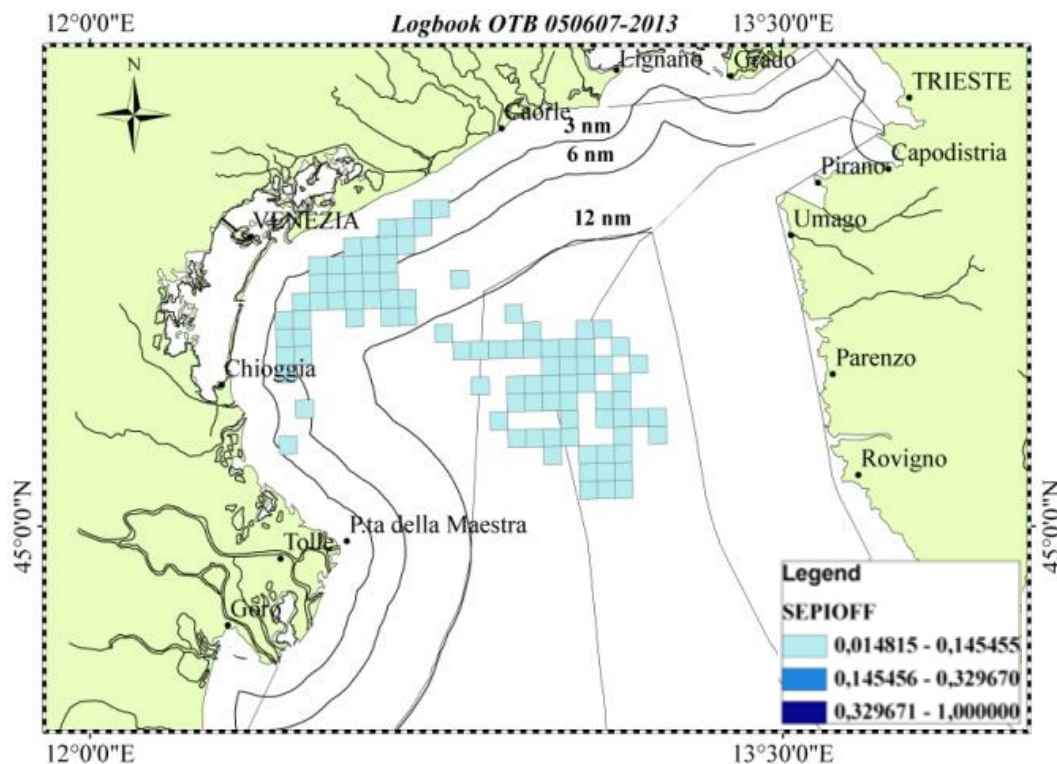 12°0'0"E
Logbook OTB 050607-2013
13°30'0"E
N
Lignano
Grado
TRIESTE
Caorle
3 nm
6 nm
Capodistria
Pirano
VENEZIA
12 nm
Umago
Parenzo
Chioggia
Rovigno
45°0'0"N
P.ta della Maestra
45°0'0"N
Tolle
Goro
Legend
SEPIOFF
0,014815 - 0,145455
0,145456 - 0,329670
0,329671 - 1,000000
12°0'0"E
13°30'0"E